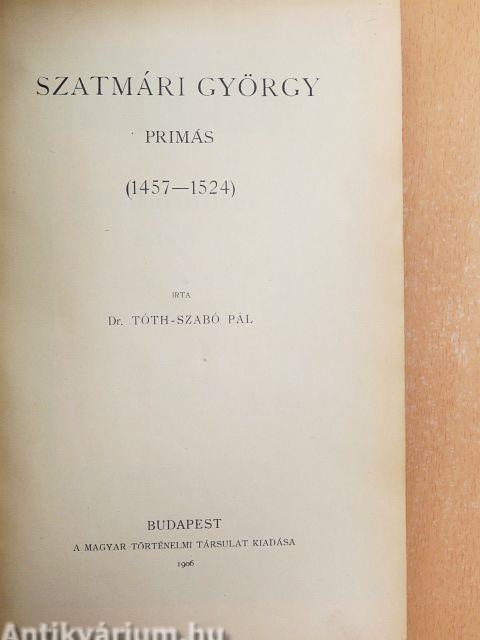 SZATMÁRI GYÖRGY
PRIMÁS
(1457—1524)
IRTA
Dr. TÓTH-SZABÓ PÁL
BUDAPEST
A MAGYAR TÖRTÉNELMI TÁRSULAT KIADÁSA
1906
Antikvárium.hu